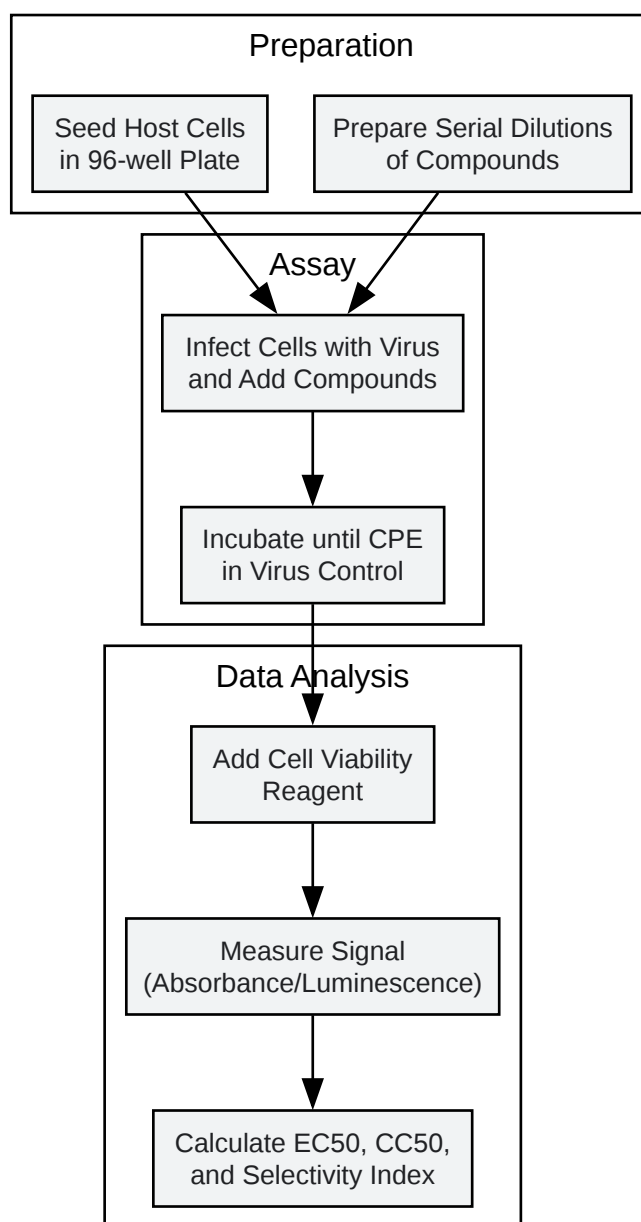 Preparation
Seed Host Cells
in 96-well Plate
Prepare Serial Dilutions
of Compounds
Assay
Infect Cells with Virus
and Add Compounds
Incubate until CPE
in Virus Control
Data Analysis
Add Cell Viability
Reagent
Measure Signal
(Absorbance/Luminescence)
Calculate EC50, CC50,
and Selectivity Index